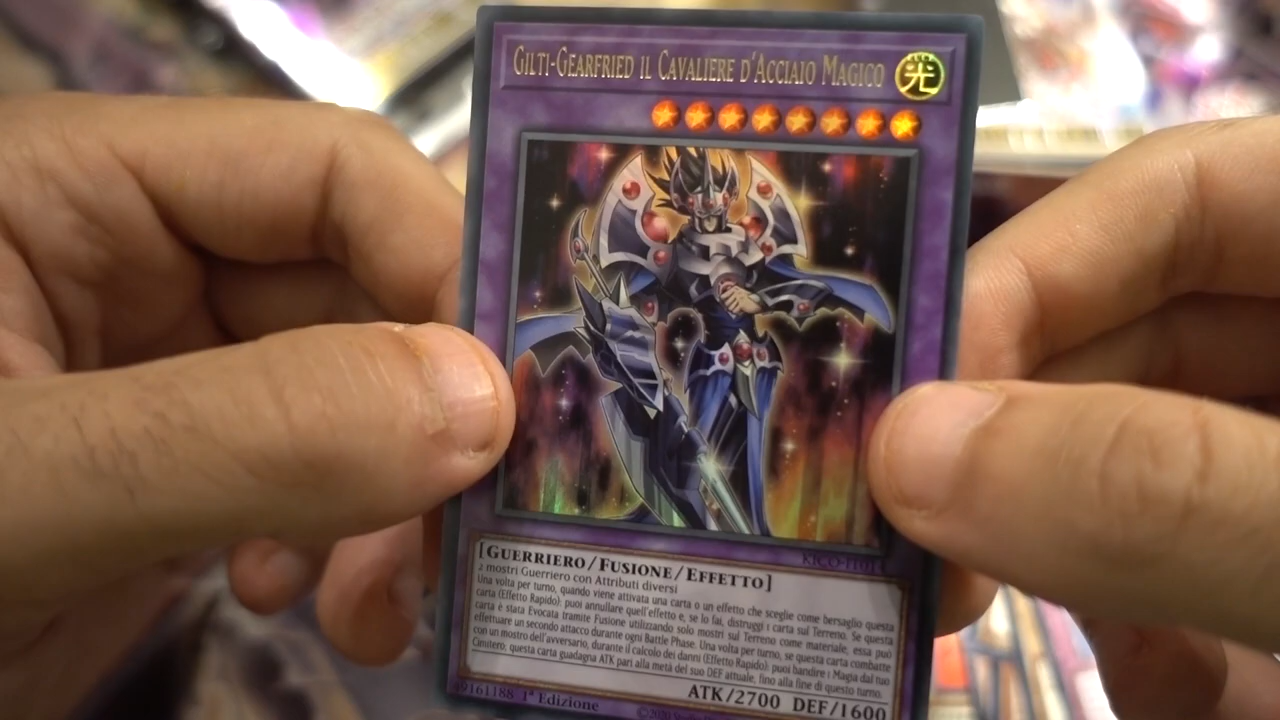 GILTI-GEARFRIED IL CAVALIERE D'ACCIAIO MAGICO
光
KICO-IT014
[GUERRIERO/FUSIONE/EFFETTO]
2 mostri Guerriero con Attributi diversi
Una volta per turno, quando viene attivata una carta o un effetto che sceglie come bersaglio questa
carta (Effetto Rapido): puoi annullare quell'effetto e, se lo fai, distruggi 1 carta sul Terreno. Se questa
carta è stata Evocata tramite Fusione utilizzando solo mostri sul Terreno come materiale, essa può
effettuare un secondo attacco durante ogni Battle Phase. Una volta per turno, se questa carta combatte
con un mostro dell'avversario, durante il calcolo dei danni (Effetto Rapido): puoi bandire 1 Magia dal tuo
Cimitero; questa carta guadagna ATK pari alla metà del suo DEF attuale, fino alla fine di questo turno.
ATK/2700 DEF/1600
49161188 1ª Edizione
©2020 Studio